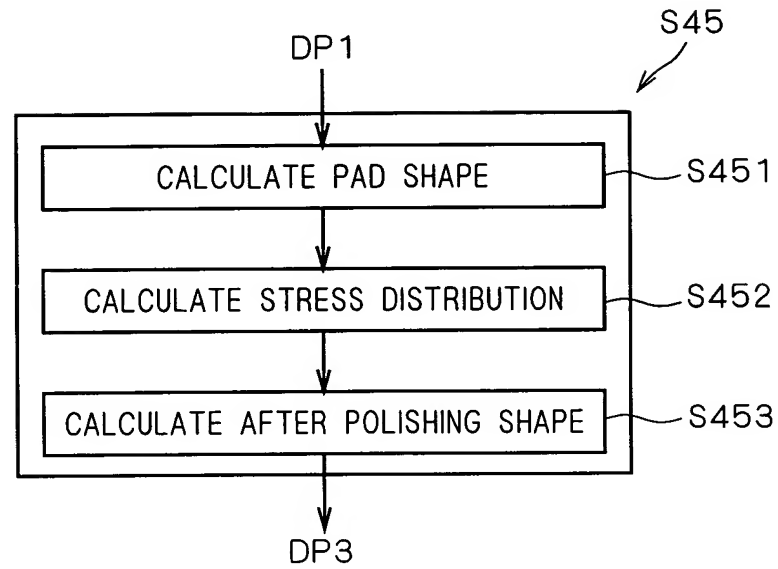 S45
DP1
CALCULATE PAD SHAPE
S451
CALCULATE STRESS DISTRIBUTION
S452
CALCULATE AFTER POLISHING SHAPE
S453
DP3